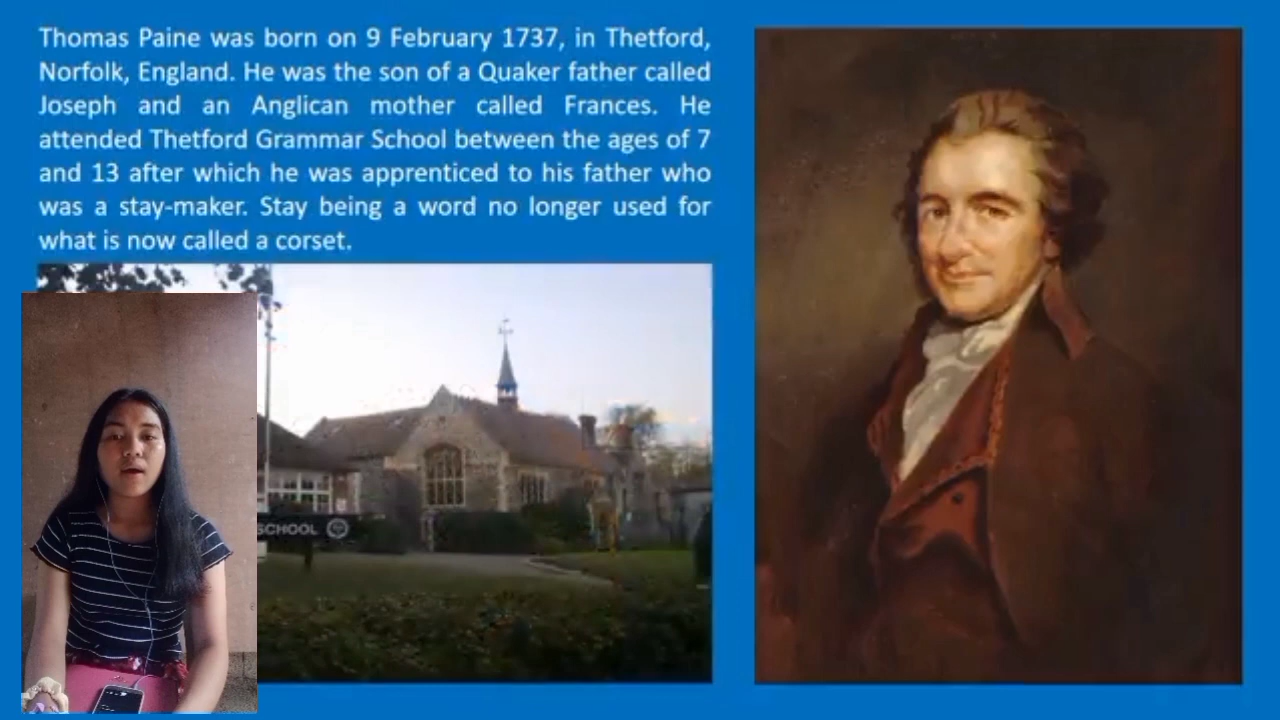 Thomas Paine was born on 9 February 1737, in Thetford,
Norfolk, England. He was the son of a Quaker father called
Joseph and an Anglican mother called Frances. He
attended Thetford Grammar School between the ages of 7
and 13 after which he was apprenticed to his father who
was a stay-maker. Stay being a word no longer used for
what is now called a corset.
SCHOOL